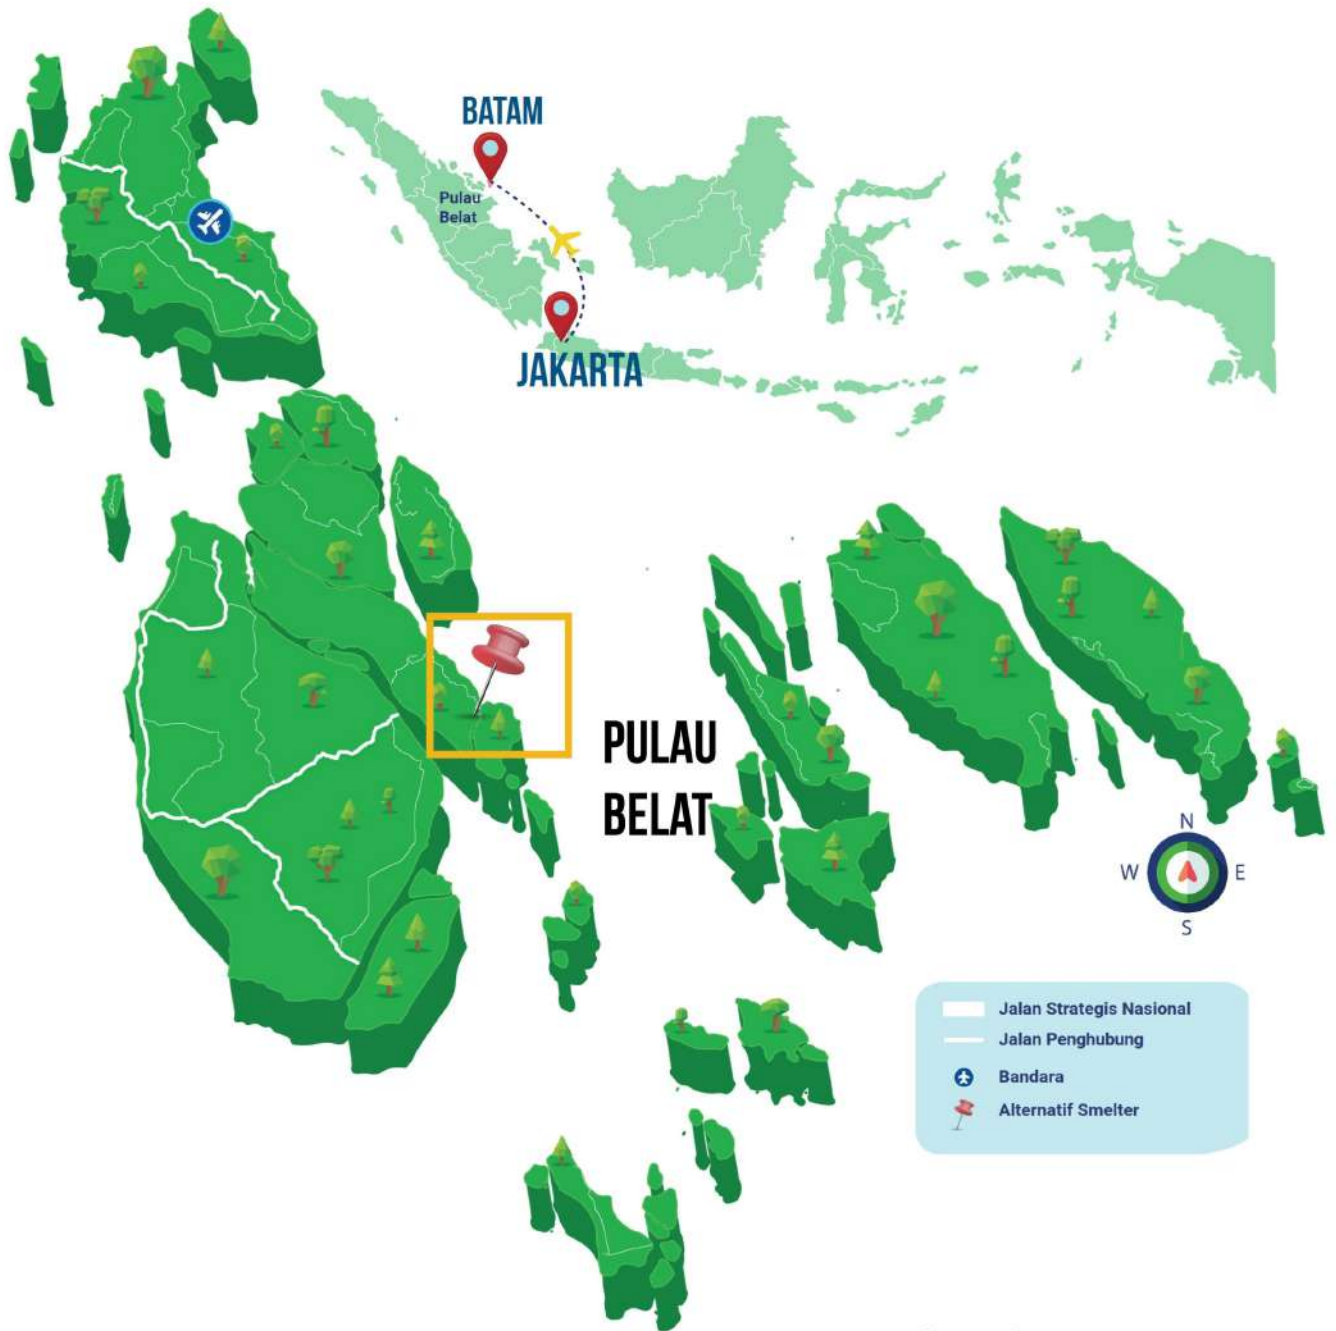 BATAM
Pulau
Belat
JAKARTA
PULAU
BELAT
N
W
E
S
Jalan Strategis Nasional
Jalan Penghubung
Bandara
Alternatif Smelter